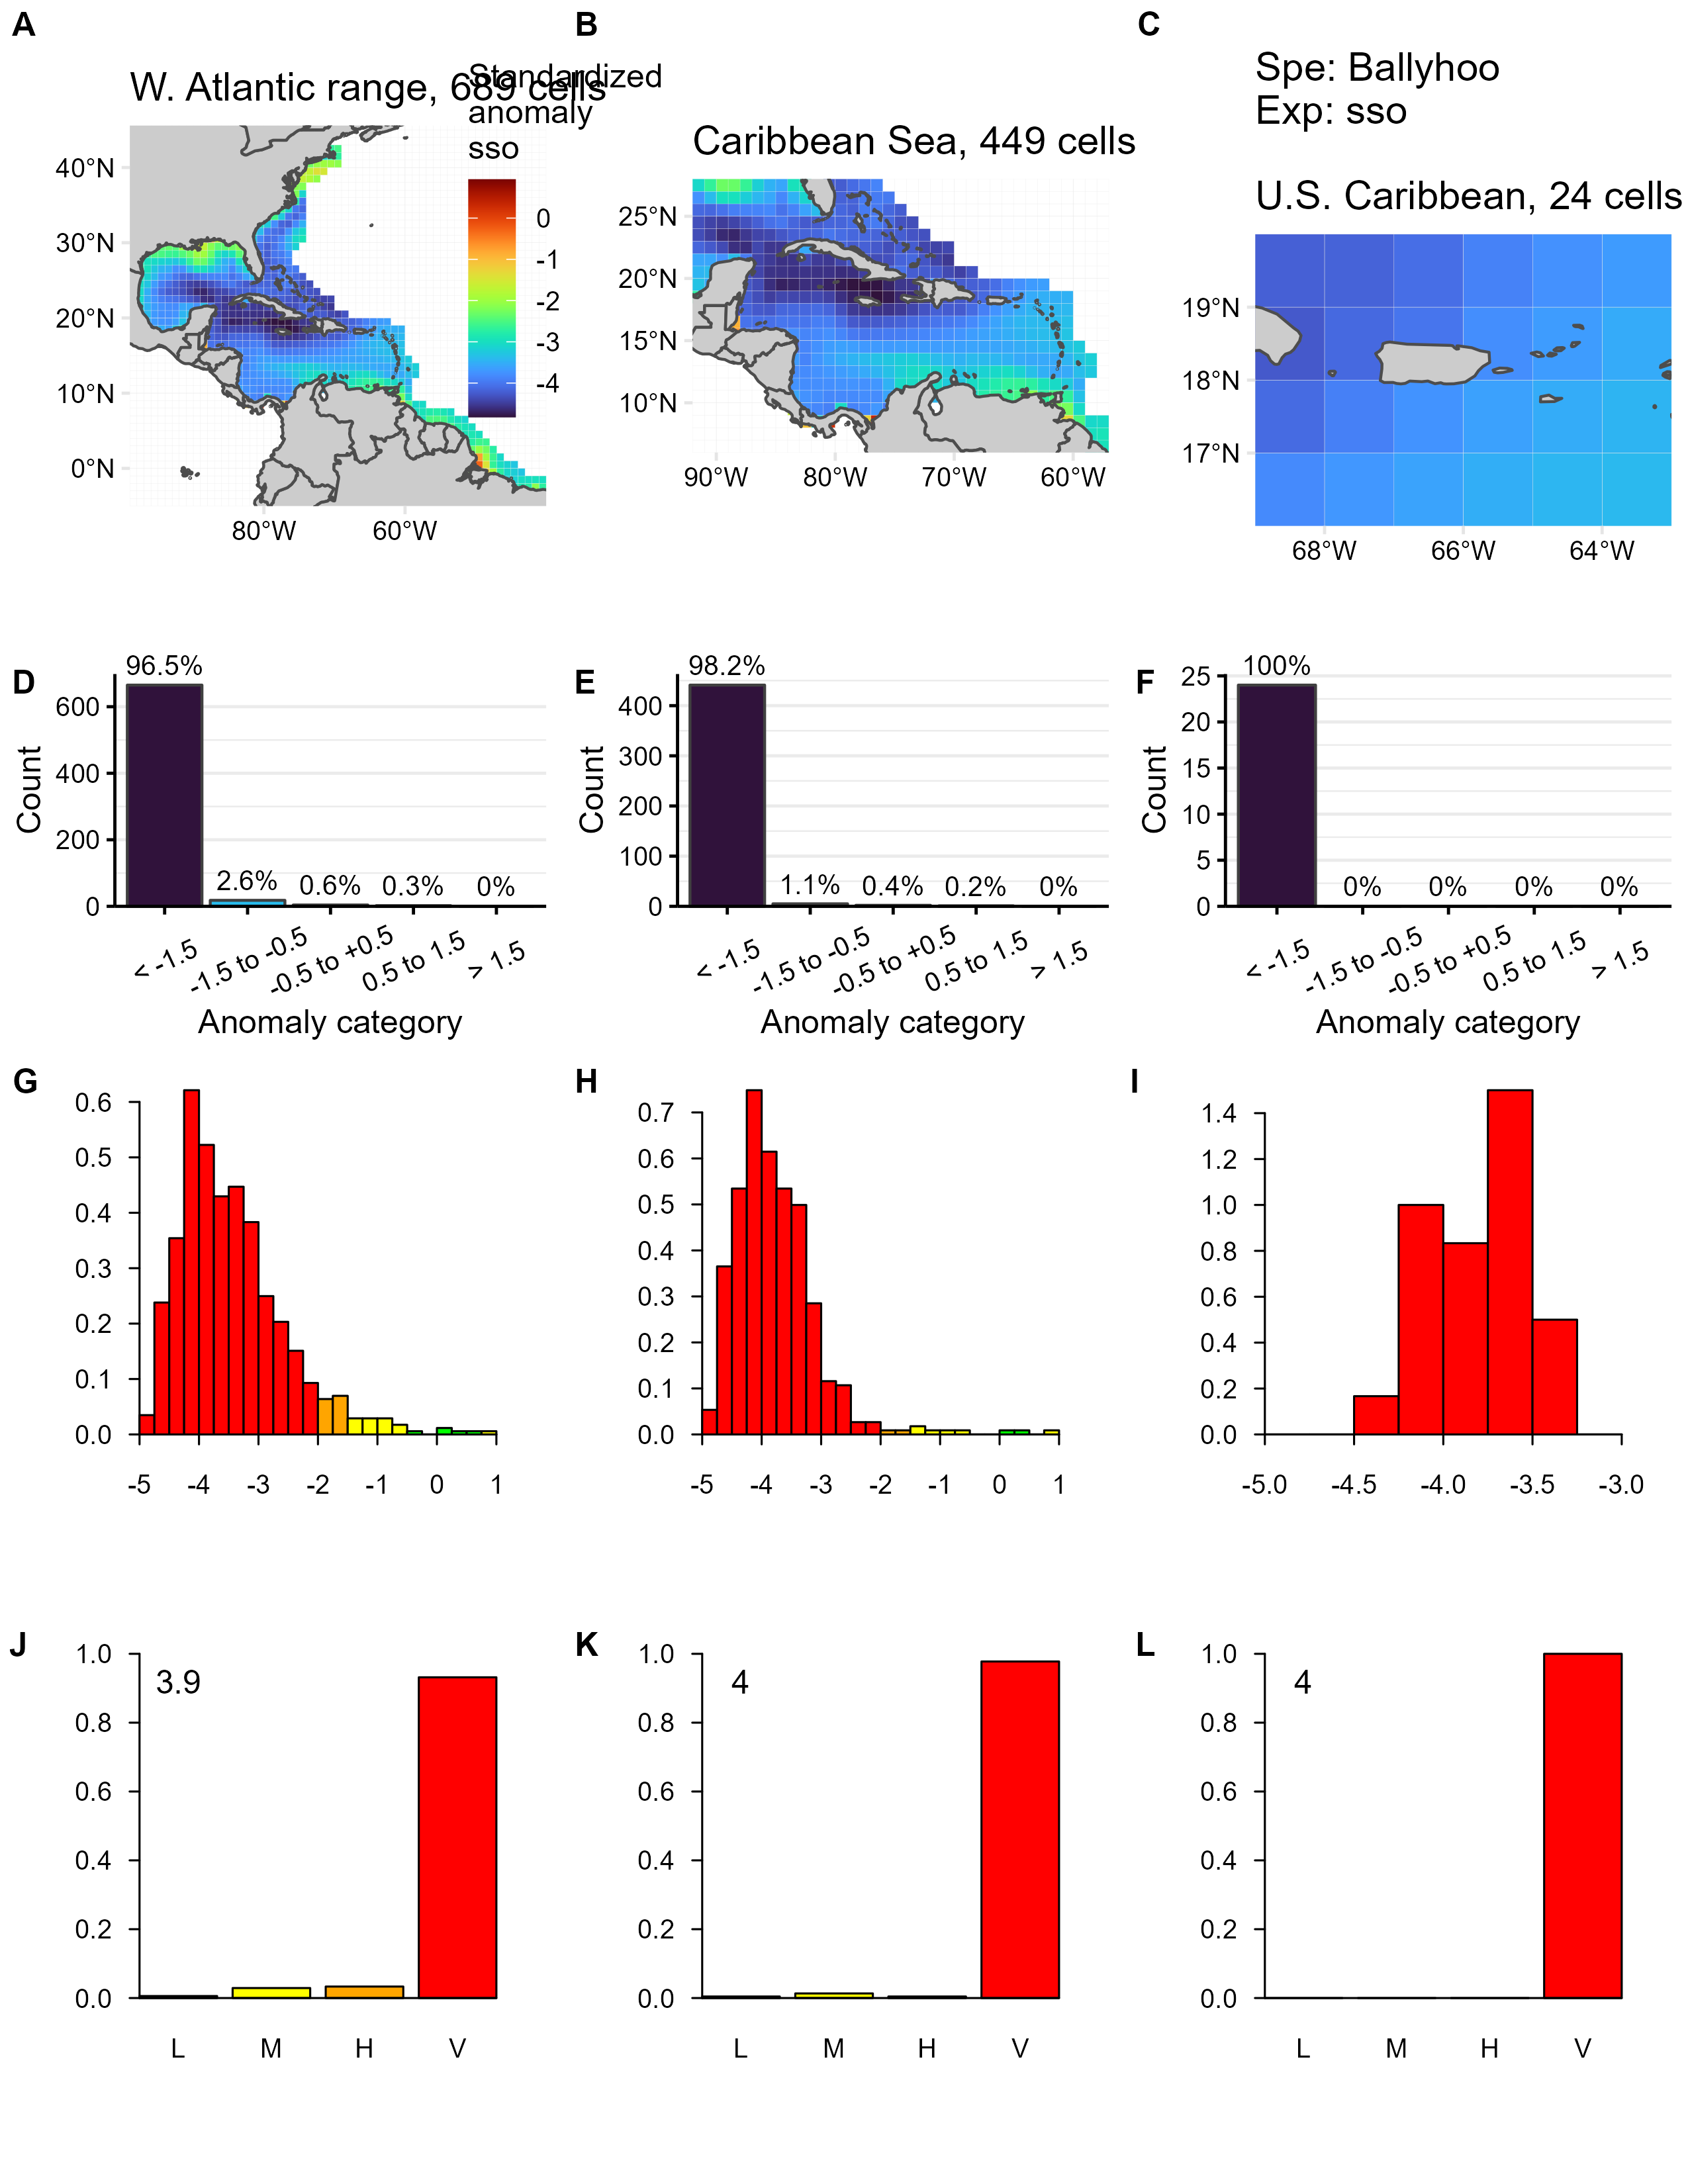 A
B
C
W. Atlantic range, 689 cells
Standardized
anomaly
sso
0
-1
-2
-3
-4
40°N
30°N
20°N
10°N
0°N
80°W
60°W
Caribbean Sea, 449 cells
25°N
20°N
15°N
10°N
90°W
80°W
70°W
60°W
Spe: Ballyhoo
Exp: sso
U.S. Caribbean, 24 cells
19°N
18°N
17°N
68°W
66°W
64°W
D
Count
600
400
200
0
96.5%
2.6%
0.6%
0.3%
0%
< -1.5
-1.5 to -0.5
-0.5 to +0.5
0.5 to 1.5
> 1.5
Anomaly category
E
Count
400
300
200
100
0
98.2%
1.1%
0.4%
0.2%
0%
< -1.5
-1.5 to -0.5
-0.5 to +0.5
0.5 to 1.5
> 1.5
Anomaly category
F
Count
25
20
15
10
5
0
100%
0%
0%
0%
0%
< -1.5
-1.5 to -0.5
-0.5 to +0.5
0.5 to 1.5
> 1.5
Anomaly category
G
0.6
0.5
0.4
0.3
0.2
0.1
0.0
-5
-4
-3
-2
-1
0
1
H
0.7
0.6
0.5
0.4
0.3
0.2
0.1
0.0
-5
-4
-3
-2
-1
0
1
I
1.4
1.2
1.0
0.8
0.6
0.4
0.2
0.0
-5.0
-4.5
-4.0
-3.5
-3.0
J
1.0
0.8
0.6
0.4
0.2
0.0
3.9
L
M
H
V
K
1.0
0.8
0.6
0.4
0.2
0.0
4
L
M
H
V
L
1.0
0.8
0.6
0.4
0.2
0.0
4
L
M
H
V